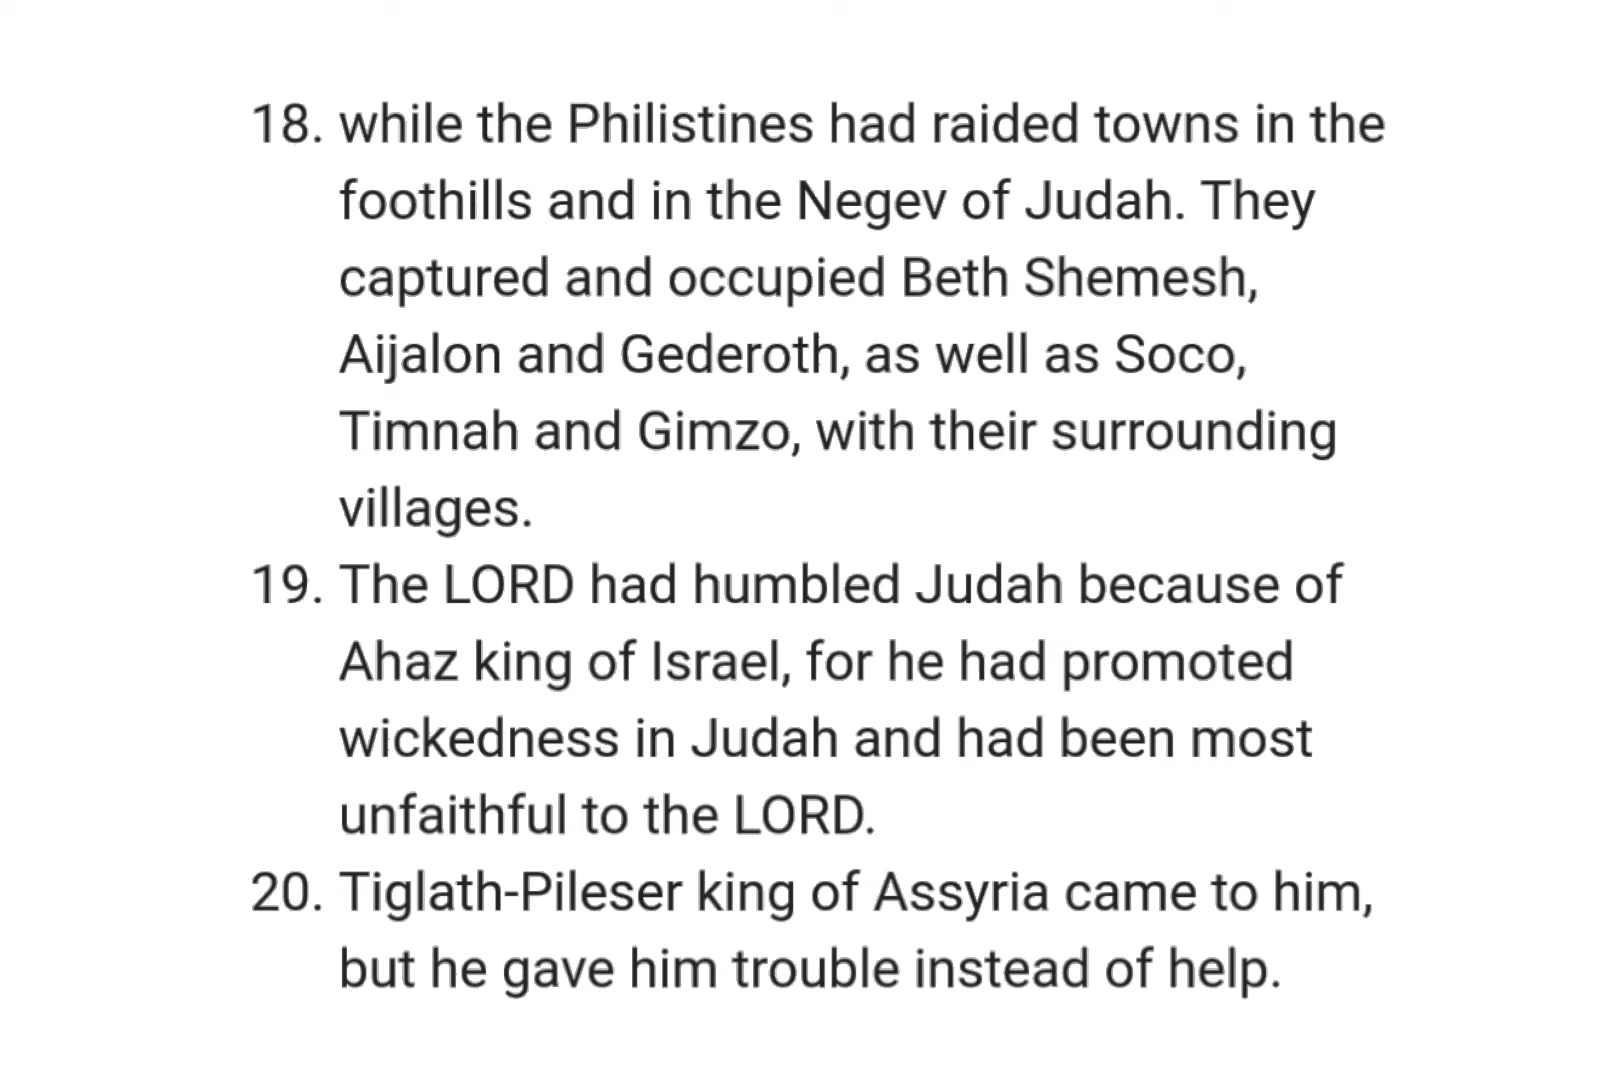 18. while the Philistines had raided towns in the
foothills and in the Negev of Judah. They
captured and occupied Beth Shemesh,
Aijalon and Gederoth, as well as Soco,
Timnah and Gimzo, with their surrounding
villages.
19. The LORD had humbled Judah because of
Ahaz king of Israel, for he had promoted
wickedness in Judah and had been most
unfaithful to the LORD.
20. Tiglath-Pileser king of Assyria came to him,
but he gave him trouble instead of help.